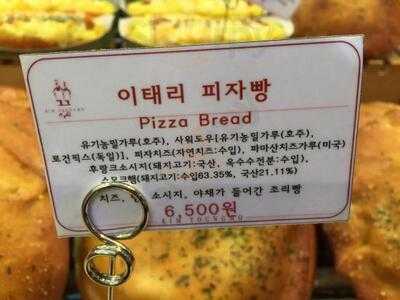 이태리 피자빵
Pizza Bread
유기농밀가루(호주), 사워도우[유기농밀가루(호주),
로건믹스(독일)], 피자치즈(자연치즈:수입), 파마산치즈가루(미국)
후랑크소시지(돼지고기:국산, 옥수수전분:수입),
스모크햄(돼지고기:수입63.35%, 국산21.11%)
치즈, 소시지, 야채가 들어간 조리빵
6,500원